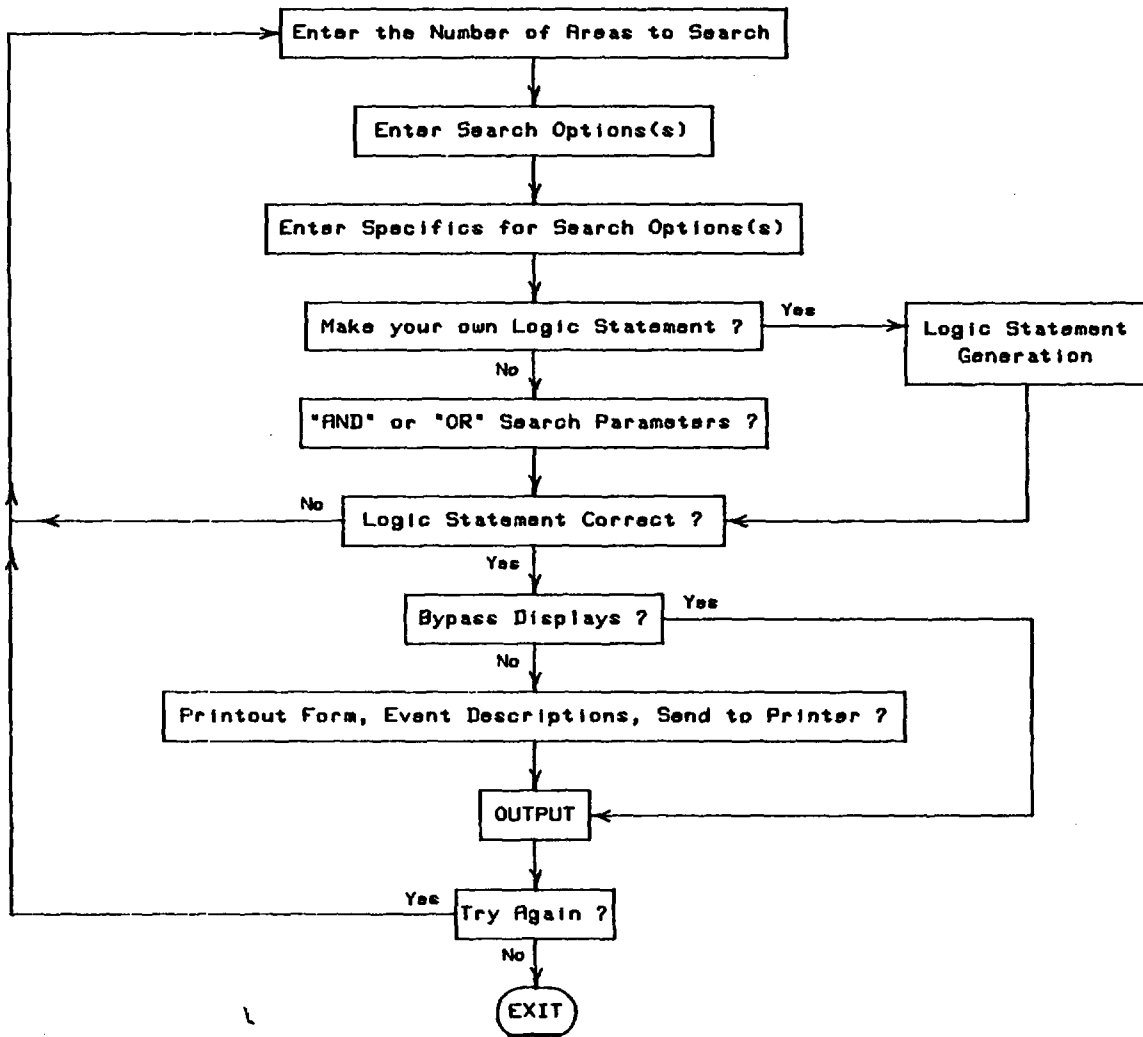 Enter the Number of Areas to Search
Enter Search Options(s)
Enter Specifics for Search Options(s)
Make your own Logic Statement ?
Yes
Logic Statement
Generation
No
"AND" or "OR" Search Parameters ?
No
Logic Statement Correct ?
Yes
Bypass Displays ?
Yes
No
Printout Form, Event Descriptions, Send to Printer ?
OUTPUT
Yes
Try Again ?
No
EXIT